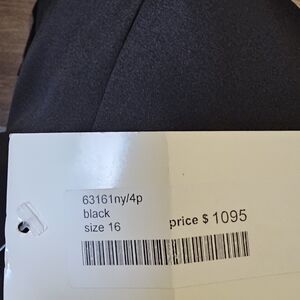 63161ny/4p
black
size 16
price $ 1095